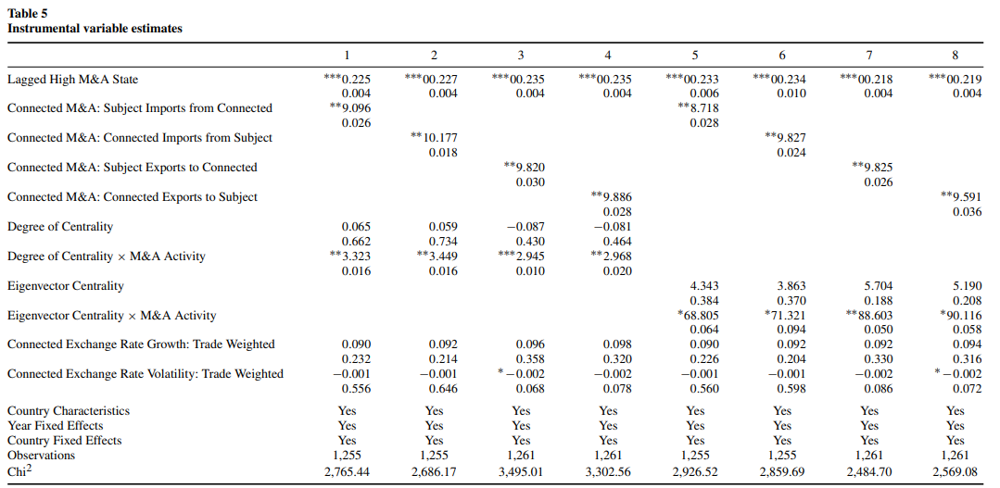 Table 5
Instrumental variable estimates
1 2 3 4 5 6 7 8
Lagged High M&A State ***0.225 ***00.227 ***00.235 ***00.235 ***00.233 ***00.234 ***00.218 ***00.219
0.004 0.004 0.004 0.004 0.006 0.010 0.004 0.004
Connected M&A: Subject Imports from Connected **9.096 **8.718
0.026 0.028
Connected M&A: Connected Imports from Subject **10.177 **9.827
0.018 0.024
Connected M&A: Subject Exports to Connected **9.820 **9.825
0.030 0.026
Connected M&A: Connected Exports to Subject **9.886 **9.591
0.028 0.036
Degree of Centrality 0.065 0.059 −0.087 −0.081
0.662 0.734 0.430 0.464
Degree of Centrality × M&A Activity **3.323 **3.449 ***2.945 **2.968
0.016 0.016 0.010 0.020
Eigenvector Centrality 4.343 3.863 5.704 5.190
0.384 0.370 0.188 0.208
Eigenvector Centrality × M&A Activity *68.805 *71.321 **88.603 *90.116
0.064 0.094 0.050 0.058
Connected Exchange Rate Growth: Trade Weighted 0.090 0.092 0.096 0.098 0.090 0.092 0.092 0.094
0.232 0.214 0.358 0.320 0.226 0.204 0.330 0.316
Connected Exchange Rate Volatility: Trade Weighted −0.001 −0.001 *−0.002 −0.002 −0.001 −0.001 −0.002 *−0.002
0.556 0.646 0.068 0.078 0.560 0.598 0.086 0.072
Country Characteristics Yes Yes Yes Yes Yes Yes Yes Yes
Year Fixed Effects Yes Yes Yes Yes Yes Yes Yes Yes
Country Fixed Effects Yes Yes Yes Yes Yes Yes Yes Yes
Observations 1,255 1,255 1,261 1,261 1,255 1,255 1,261 1,261
Chi² 2,765.44 2,686.17 3,495.01 3,302.56 2,926.52 2,859.69 2,484.70 2,569.08